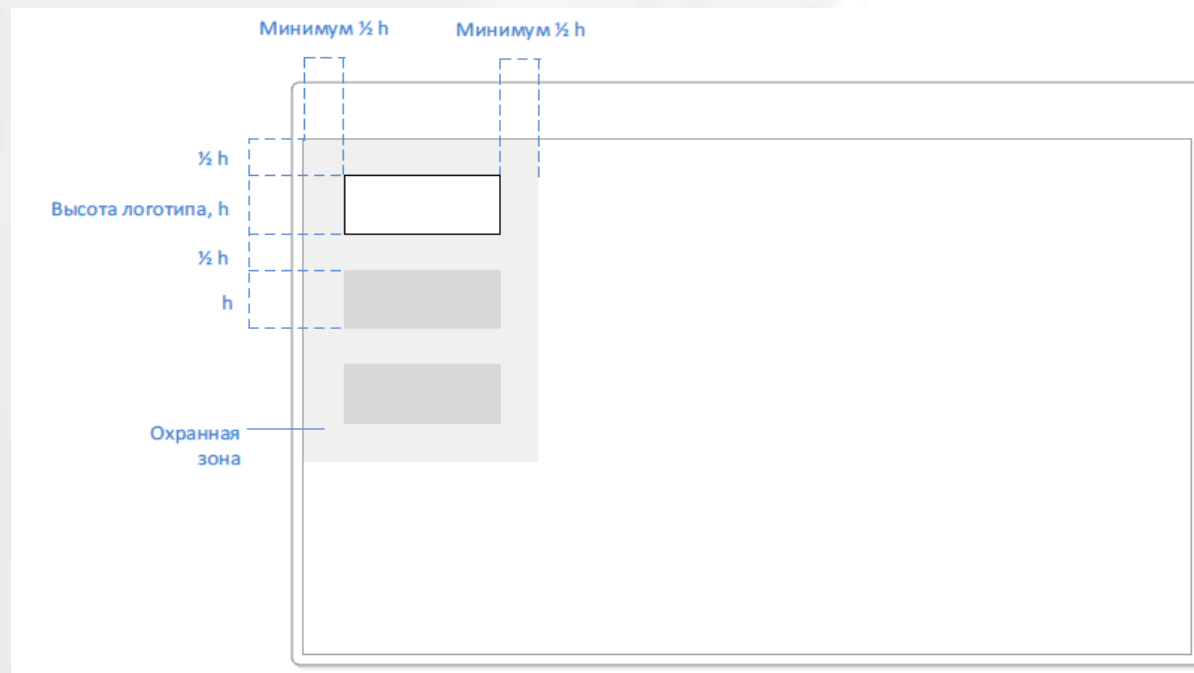 Минимум ½ h
Минимум ½ h
½ h
Высота логотипа, h
½ h
h
Охранная
зона